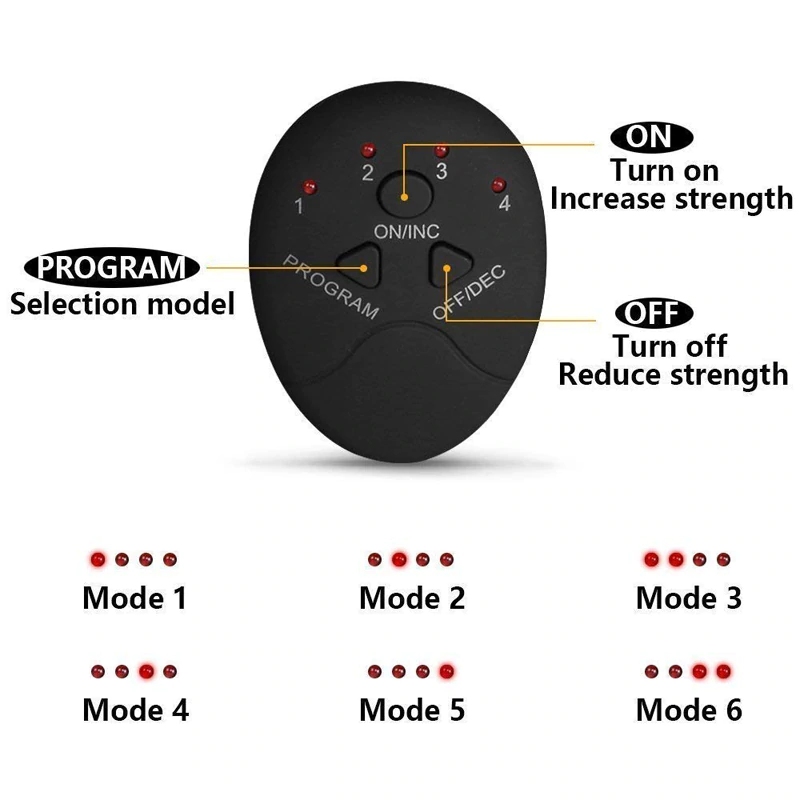 ON
Turn on
Increase strength
2
3
1
4
ON/INC
PROGRAM
Selection model
PROGRAM
OFF/DEC
OFF
Turn off
Reduce strength
Mode 1
Mode 2
Mode 3
Mode 4
Mode 5
Mode 6